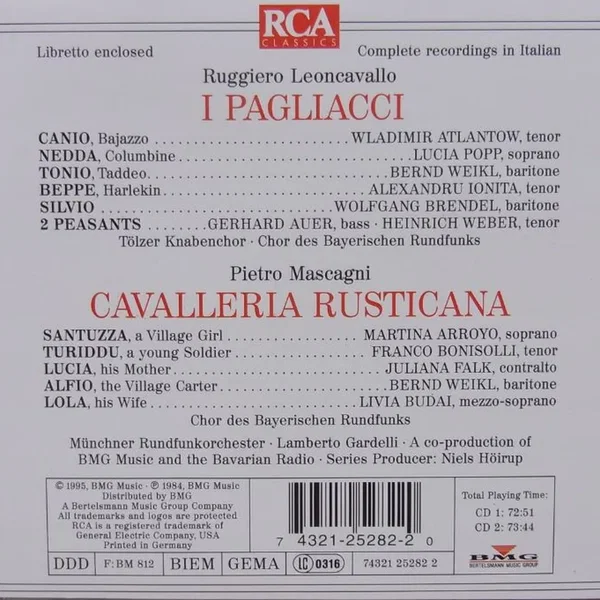 RCA
CLASSICS
Libretto enclosed
Complete recordings in Italian
Ruggiero Leoncavallo
I PAGLIACCI
CANIO, Bajazzo ........................ WLADIMIR ATLANTOW, tenor
NEDDA, Columbine ........................ LUCIA POPP, soprano
TONIO, Taddeo ........................ BERND WEIKL, baritone
BEPPE, Harlekin ........................ ALEXANDRU IONITA, tenor
SILVIO ........................ WOLFGANG BRENDEL, baritone
2 PEASANTS ........ GERHARD AUER, bass · HEINRICH WEBER, tenor
Tölzer Knabenchor · Chor des Bayerischen Rundfunks
Pietro Mascagni
CAVALLERIA RUSTICANA
SANTUZZA, a Village Girl .................. MARTINA ARROYO, soprano
TURIDDU, a young Soldier .................. FRANCO BONISOLLI, tenor
LUCIA, his Mother .................. JULIANA FALK, contralto
ALFIO, the Village Carter .................. BERND WEIKL, baritone
LOLA, his Wife .................. LIVIA BUDAI, mezzo-soprano
Chor des Bayerischen Rundfunks
Münchner Rundfunkorchester · Lamberto Gardelli · A co-production of
BMG Music and the Bavarian Radio · Series Producer: Niels Höirup
© 1995, BMG Music · ℗ 1984, BMG Music
Distributed by BMG
A Bertelsmann Music Group Company
All trademarks and logos are protected
RCA is a registered trademark of
General Electric Company, USA
Printed in Germany
7 74321-25282-2 0
Total Playing Time:
CD 1: 72:51
CD 2: 73:44
BMG
BERTELSMANN MUSIC GROUP
DDD
F: BM 812
BIEM
GEMA
LC 0316
74321 25282 2